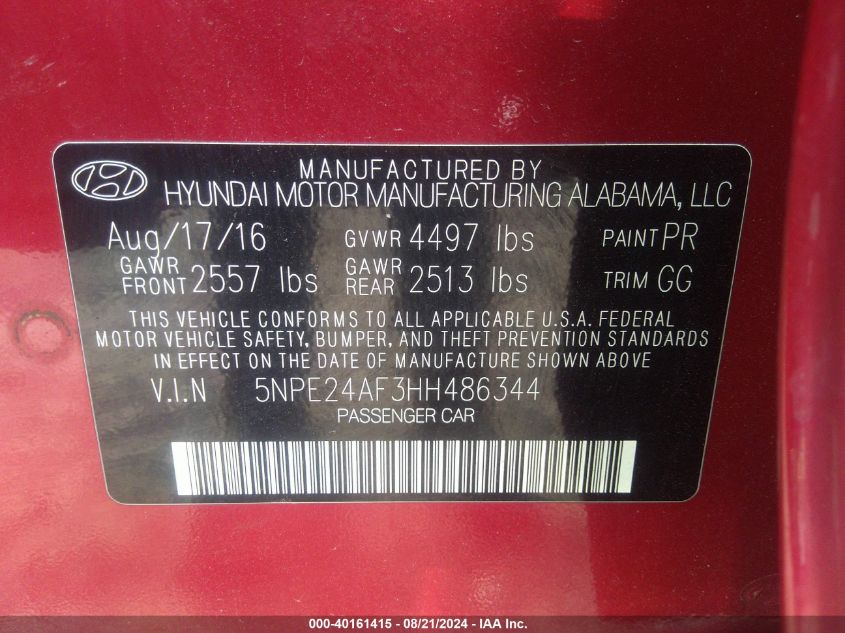 MANUFACTURED BY
HYUNDAI MOTOR MANUFACTURING ALABAMA, LLC
Aug/17/16 GVWR 4497 lbs PAINT PR
GAWR FRONT 2557 lbs GAWR REAR 2513 lbs TRIM GG
THIS VEHICLE CONFORMS TO ALL APPLICABLE U.S.A. FEDERAL
MOTOR VEHICLE SAFETY, BUMPER, AND THEFT PREVENTION STANDARDS
IN EFFECT ON THE DATE OF MANUFACTURE SHOWN ABOVE
V.I.N 5NPE24AF3HH486344
PASSENGER CAR
000-40161415 - 08/21/2024 - IAA Inc.